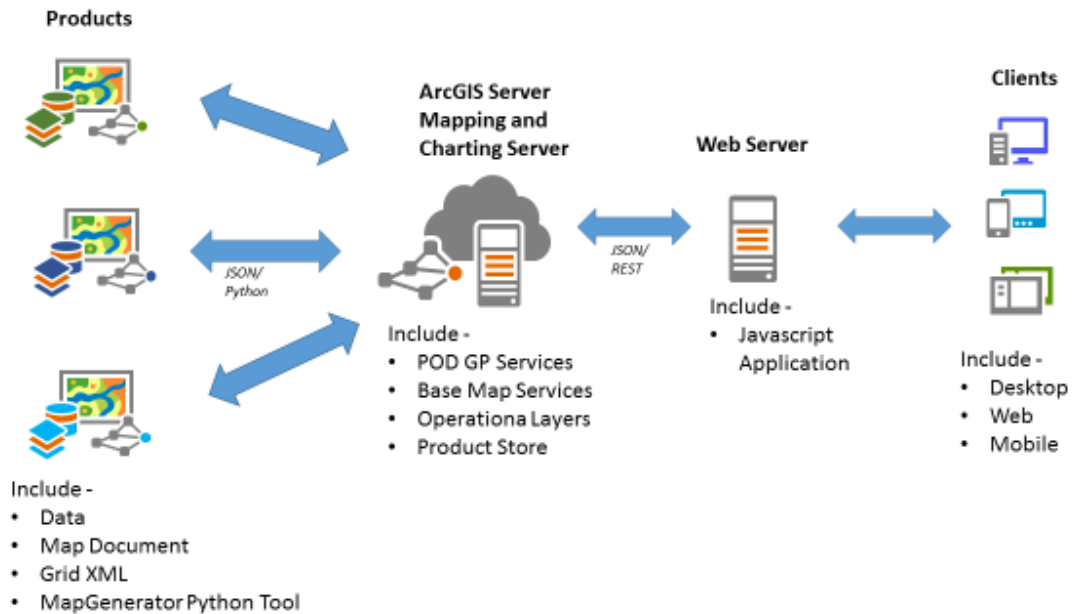 Products
ArcGIS Server
Mapping and
Charting Server
Web Server
Clients
JSON/
Python
JSON/
REST
Include -
• POD GP Services
• Base Map Services
• Operationa Layers
• Product Store
Include -
• Javascript
Application
Include -
• Desktop
• Web
• Mobile
Include -
• Data
• Map Document
• Grid XML
• MapGenerator Python Tool